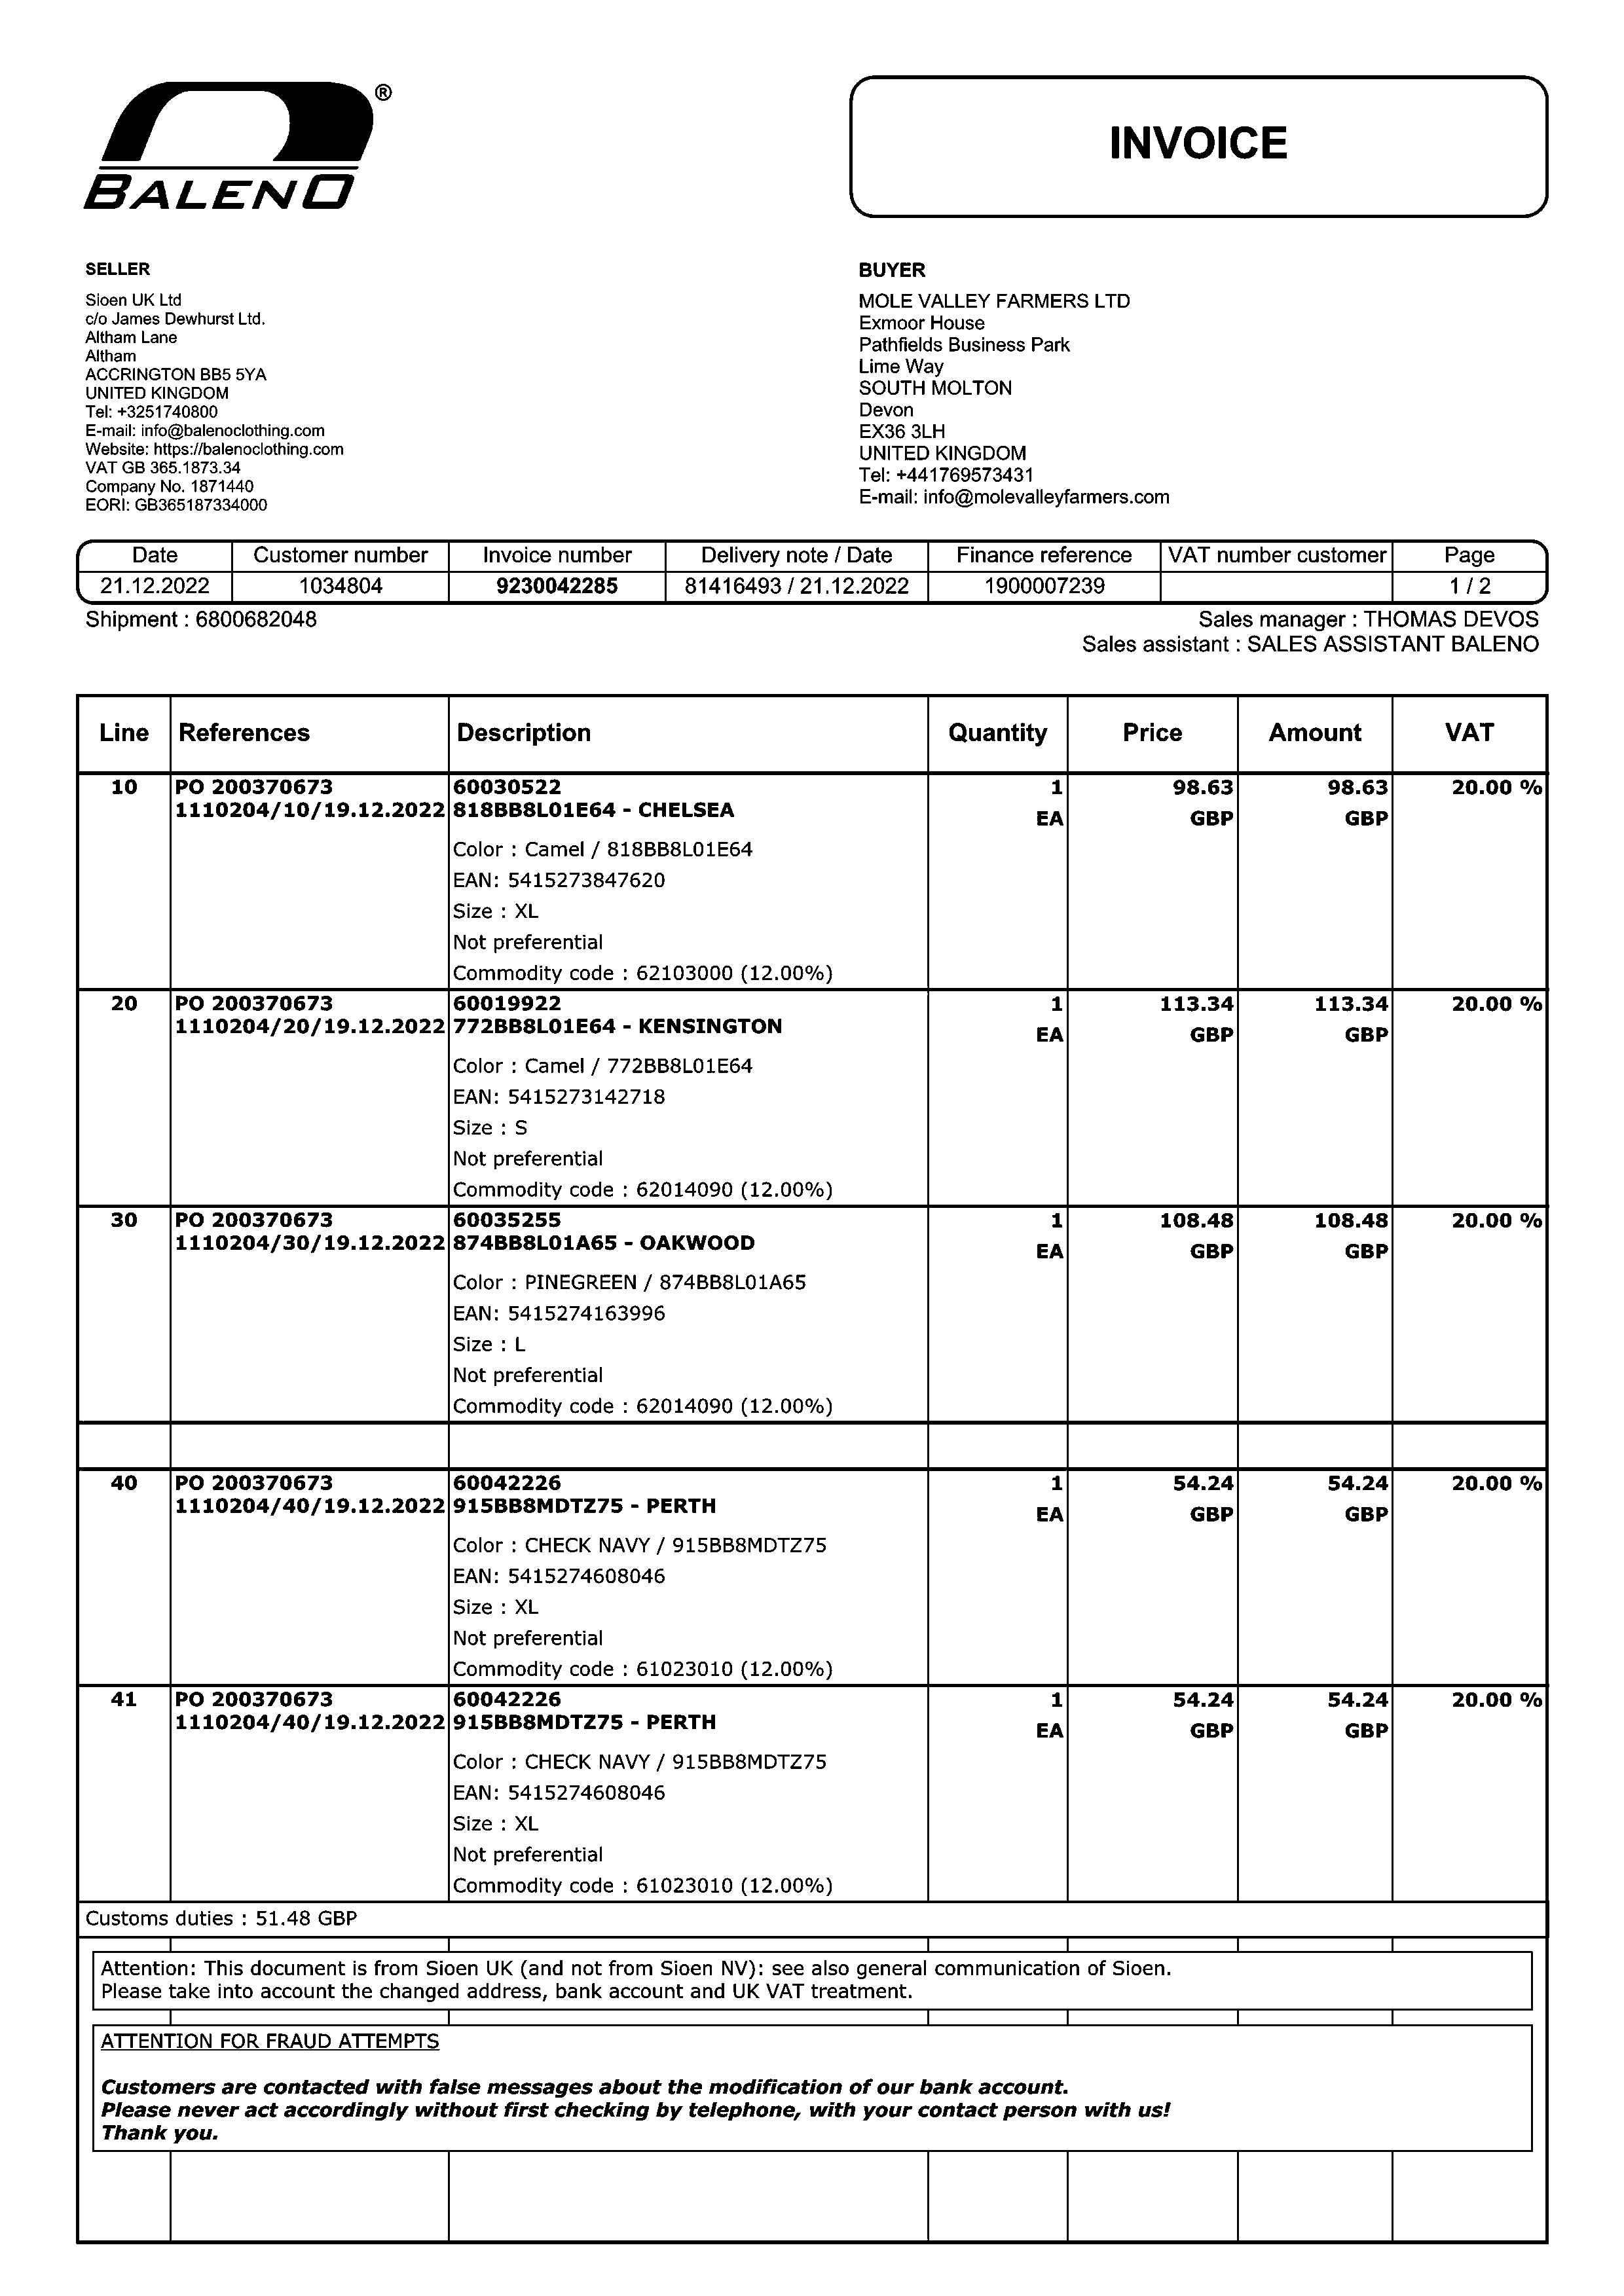 ®
BALENO
INVOICE
SELLER
Sioen UK Ltd
c/o James Dewhurst Ltd.
Altham Lane
Altham
ACCRINGTON BB5 5YA
UNITED KINGDOM
Tel: +3251740800
E-mail: info@balenoclothing.com
Website: https://balenoclothing.com
VAT GB 365.1873.34
Company No. 1871440
EORI: GB365187334000
BUYER
MOLE VALLEY FARMERS LTD
Exmoor House
Pathfields Business Park
Lime Way
SOUTH MOLTON
Devon
EX36 3LH
UNITED KINGDOM
Tel: +441769573431
E-mail: info@molevalleyfarmers.com
Date Customer number Invoice number Delivery note / Date Finance reference VAT number customer Page
21.12.2022 1034804 9230042285 81416493 / 21.12.2022 1900007239 1 / 2
Shipment : 6800682048 Sales manager : THOMAS DEVOS
Sales assistant : SALES ASSISTANT BALENO
Line References Description Quantity Price Amount VAT
10 PO 200370673 60030522 1 98.63 98.63 20.00 %
1110204/10/19.12.2022 818BB8L01E64 - CHELSEA EA GBP GBP
Color : Camel / 818BB8L01E64
EAN: 5415273847620
Size : XL
Not preferential
Commodity code : 62103000 (12.00%)
20 PO 200370673 60019922 1 113.34 113.34 20.00 %
1110204/20/19.12.2022 772BB8L01E64 - KENSINGTON EA GBP GBP
Color : Camel / 772BB8L01E64
EAN: 5415273142718
Size : S
Not preferential
Commodity code : 62014090 (12.00%)
30 PO 200370673 60035255 1 108.48 108.48 20.00 %
1110204/30/19.12.2022 874BB8L01A65 - OAKWOOD EA GBP GBP
Color : PINEGREEN / 874BB8L01A65
EAN: 5415274163996
Size : L
Not preferential
Commodity code : 62014090 (12.00%)
40 PO 200370673 60042226 1 54.24 54.24 20.00 %
1110204/40/19.12.2022 915BB8MDTZ75 - PERTH EA GBP GBP
Color : CHECK NAVY / 915BB8MDTZ75
EAN: 5415274608046
Size : XL
Not preferential
Commodity code : 61023010 (12.00%)
41 PO 200370673 60042226 1 54.24 54.24 20.00 %
1110204/40/19.12.2022 915BB8MDTZ75 - PERTH EA GBP GBP
Color : CHECK NAVY / 915BB8MDTZ75
EAN: 5415274608046
Size : XL
Not preferential
Commodity code : 61023010 (12.00%)
Customs duties : 51.48 GBP
Attention: This document is from Sioen UK (and not from Sioen NV): see also general communication of Sioen.
Please take into account the changed address, bank account and UK VAT treatment.
ATTENTION FOR FRAUD ATTEMPTS
Customers are contacted with false messages about the modification of our bank account.
Please never act accordingly without first checking by telephone, with your contact person with us!
Thank you.